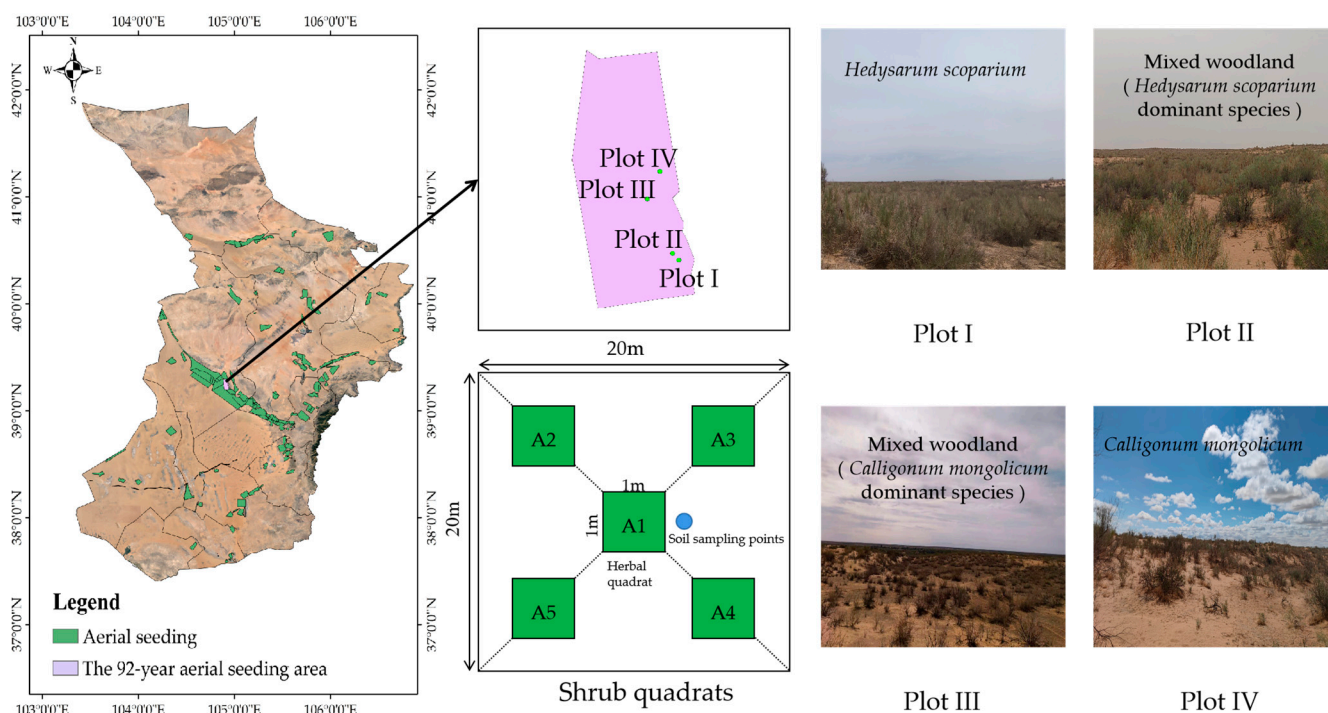 103°0'0"E 104°0'0"E 105°0'0"E 106°0'0"E
N
W E
S
42°0'0"N
41°0'0"N
40°0'0"N
39°0'0"N
38°0'0"N
37°0'0"N
42°0'0"N
41°0'0"N
40°0'0"N
39°0'0"N
38°0'0"N
37°0'0"N
Legend
Aerial seeding
The 92-year aerial seeding area
103°0'0"E 104°0'0"E 105°0'0"E 106°0'0"E
Plot IV
Plot III
Plot II
Plot I
20m
20m
A2
A3
1m
1m
A1
Soil sampling points
Herbal
quadrat
A5
A4
Shrub quadrats
Hedysarum scoparium
Plot I
Mixed woodland
( Hedysarum scoparium
dominant species )
Plot II
Mixed woodland
( Calligonum mongolicum
dominant species )
Plot III
Calligonum mongolicum
Plot IV